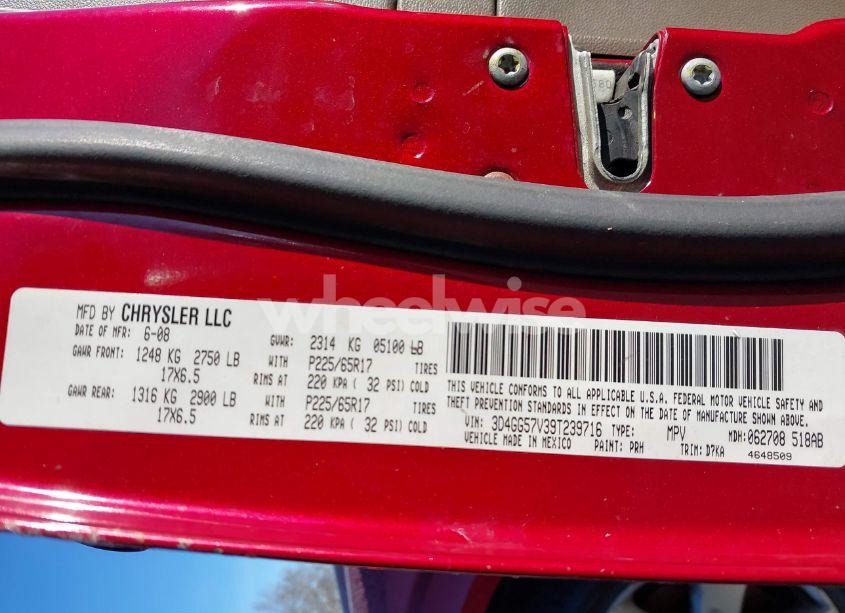 wheelwise
MFD BY CHRYSLER LLC
DATE OF MFR: 6-08 GVWR: 2314 KG 05100 LB
GAWR FRONT: 1248 KG 2750 LB WITH P225/65R17 TIRES
17X6.5 RIMS AT 220 KPA ( 32 PSI) COLD
GAWR REAR: 1316 KG 2900 LB WITH P225/65R17 TIRES
17X6.5 RIMS AT 220 KPA ( 32 PSI) COLD
THIS VEHICLE CONFORMS TO ALL APPLICABLE U.S.A. FEDERAL MOTOR VEHICLE SAFETY AND
THEFT PREVENTION STANDARDS IN EFFECT ON THE DATE OF MANUFACTURE SHOWN ABOVE.
VIN: 3D4GG57V39T239716 TYPE: MPV MDH: 062708 518AB
VEHICLE MADE IN MEXICO PAINT: PRH TRIM: D7KA 4648509